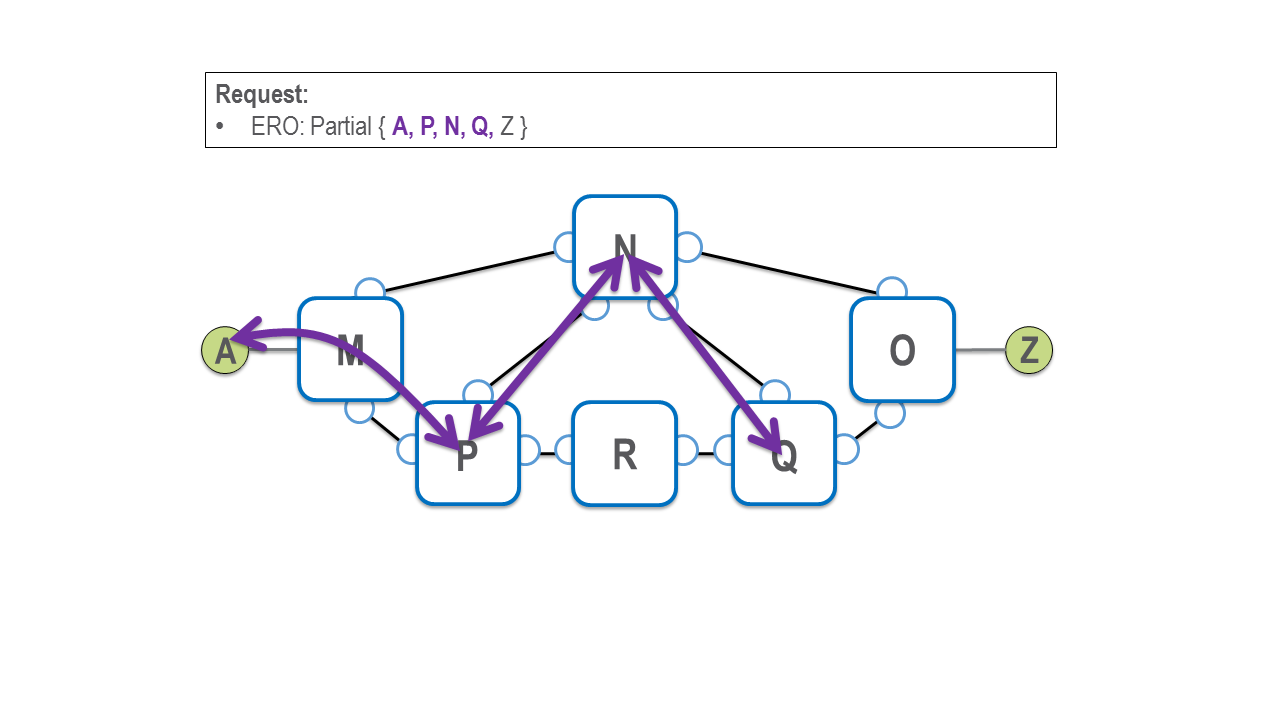 Request:
• ERO: Partial { A, P, N, Q, Z }
N
A M O Z
P R Q